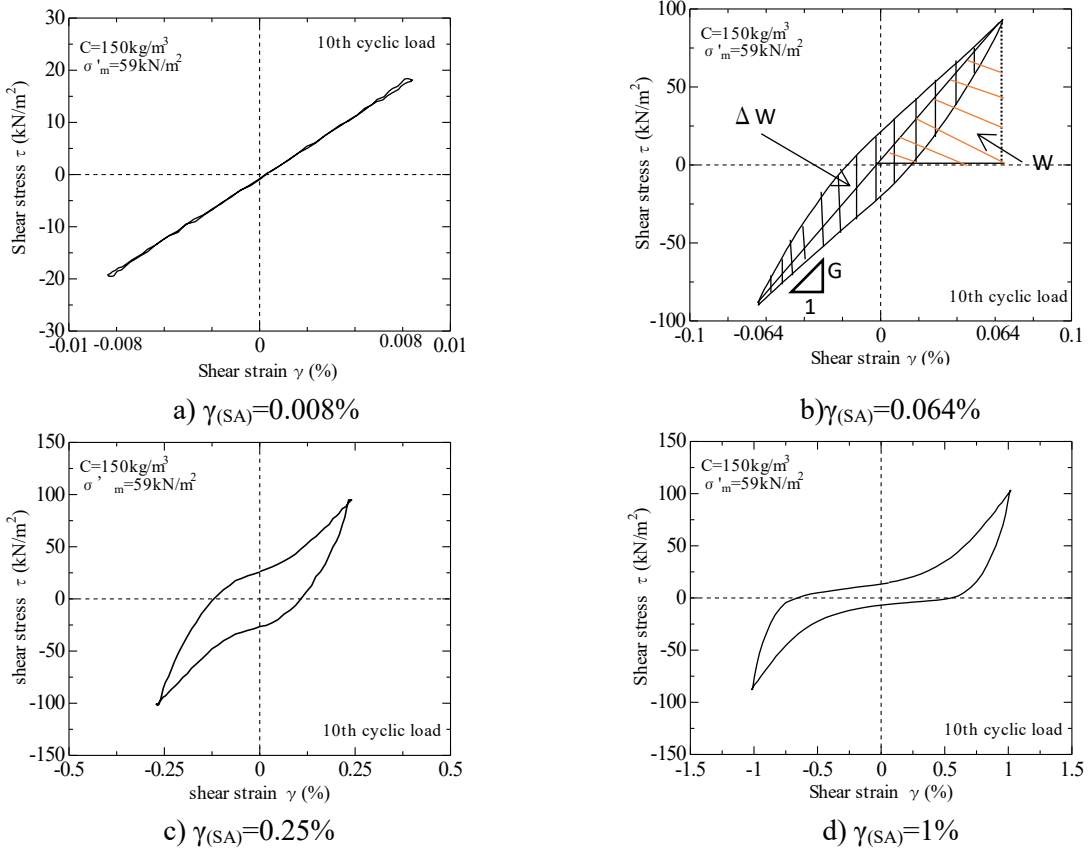 30
20
10
0
-10
-20
-30
-0.01
-0.008
0
0.008
0.01
Shear stress τ (kN/m²)
Shear strain γ (%)
C=150kg/m³
σ'm=59kN/m²
10th cyclic load
a) γ(SA)=0.008%
100
50
0
-50
-100
-0.1
-0.064
0
0.064
0.1
Shear stress τ (kN/m²)
Shear strain γ (%)
C=150kg/m³
σ'm=59kN/m²
ΔW
W
G
1
10th cyclic load
b)γ(SA)=0.064%
150
100
50
0
-50
-100
-150
-0.5
-0.25
0
0.25
0.5
shear stress τ (kN/m²)
shear strain γ (%)
C=150kg/m³
σ’ m=59kN/m²
10th cyclic load
c) γ(SA)=0.25%
150
100
50
0
-50
-100
-150
-1.5
-1
-0.5
0
0.5
1
1.5
Shear stress τ (kN/m²)
Shear strain γ (%)
C=150kg/m³
σ'm=59kN/m²
10th cyclic load
d) γ(SA)=1%